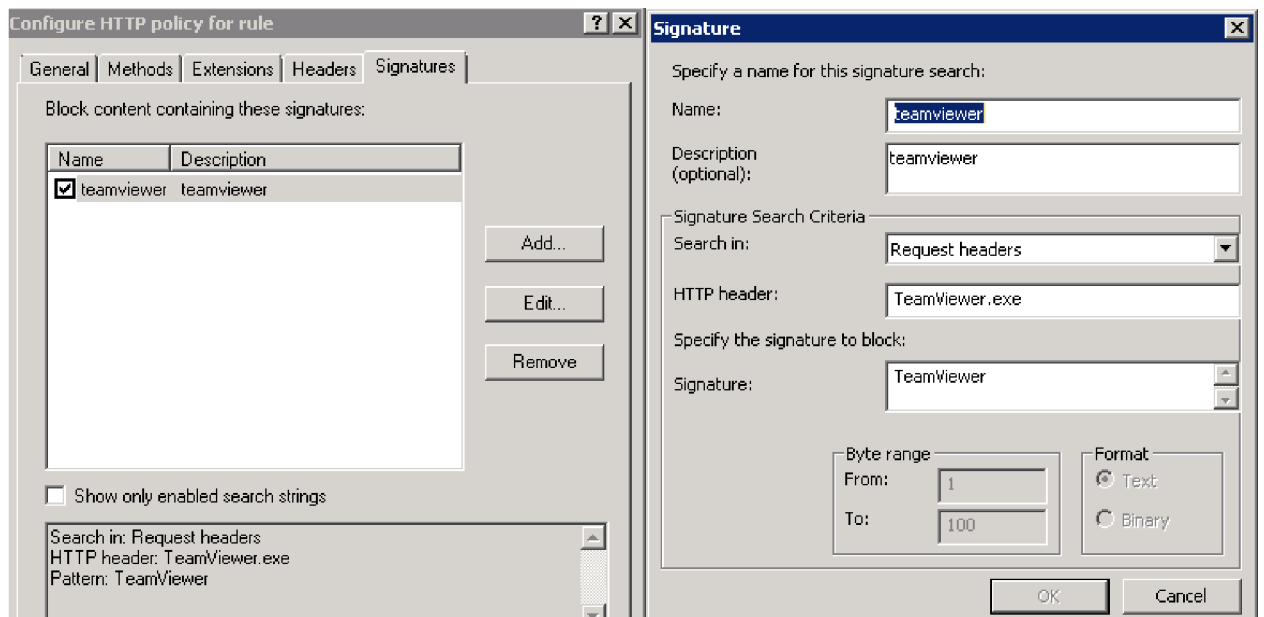 Configure HTTP policy for rule
General Methods Extensions Headers Signatures
Block content containing these signatures:
Name Description
teamviewer teamviewer
Add...
Edit...
Remove
Show only enabled search strings
Search in: Request headers
HTTP header: TeamViewer.exe
Pattern: TeamViewer
Signature
Specify a name for this signature search:
Name: teamviewer
Description teamviewer
(optional):
Signature Search Criteria
Search in: Request headers
HTTP header: TeamViewer.exe
Specify the signature to block:
Signature: TeamViewer
Byte range
From: 1
To: 100
Format
Text
Binary
OK Cancel